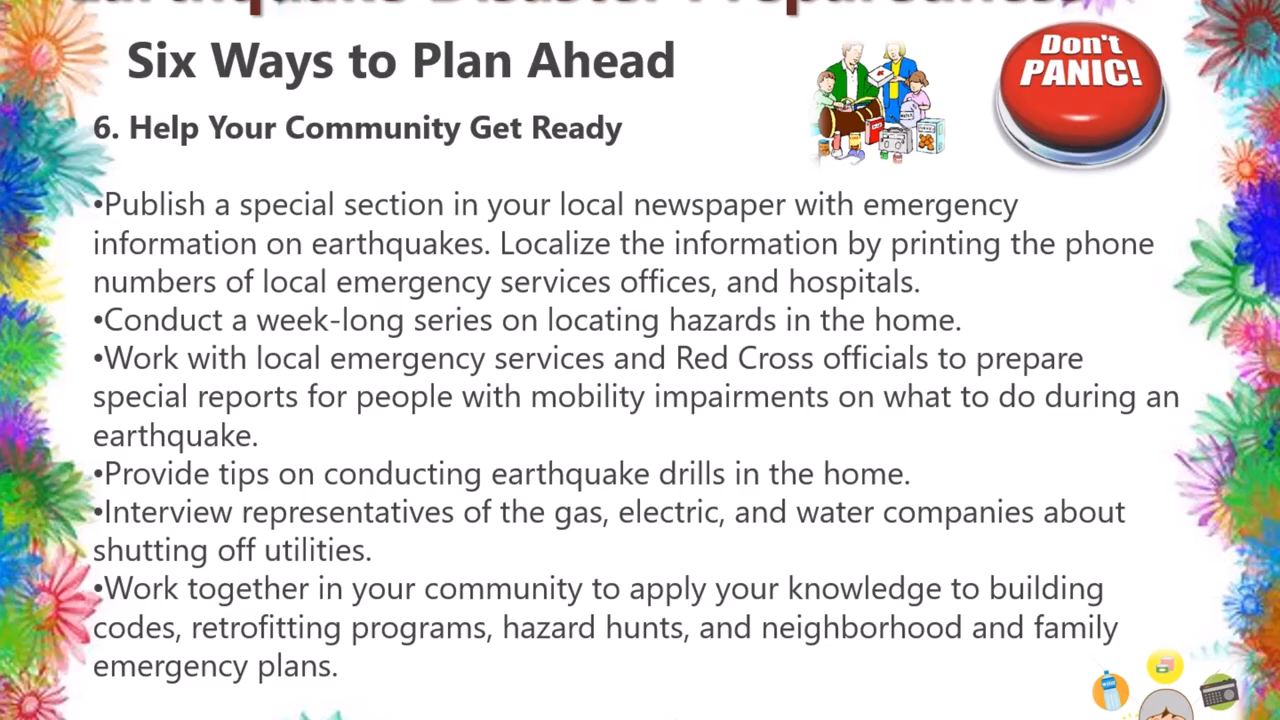 Earthquake Disaster Preparedness
Six Ways to Plan Ahead
Don't
PANIC!
6. Help Your Community Get Ready
•Publish a special section in your local newspaper with emergency
information on earthquakes. Localize the information by printing the phone
numbers of local emergency services offices, and hospitals.
•Conduct a week-long series on locating hazards in the home.
•Work with local emergency services and Red Cross officials to prepare
special reports for people with mobility impairments on what to do during an
earthquake.
•Provide tips on conducting earthquake drills in the home.
•Interview representatives of the gas, electric, and water companies about
shutting off utilities.
•Work together in your community to apply your knowledge to building
codes, retrofitting programs, hazard hunts, and neighborhood and family
emergency plans.